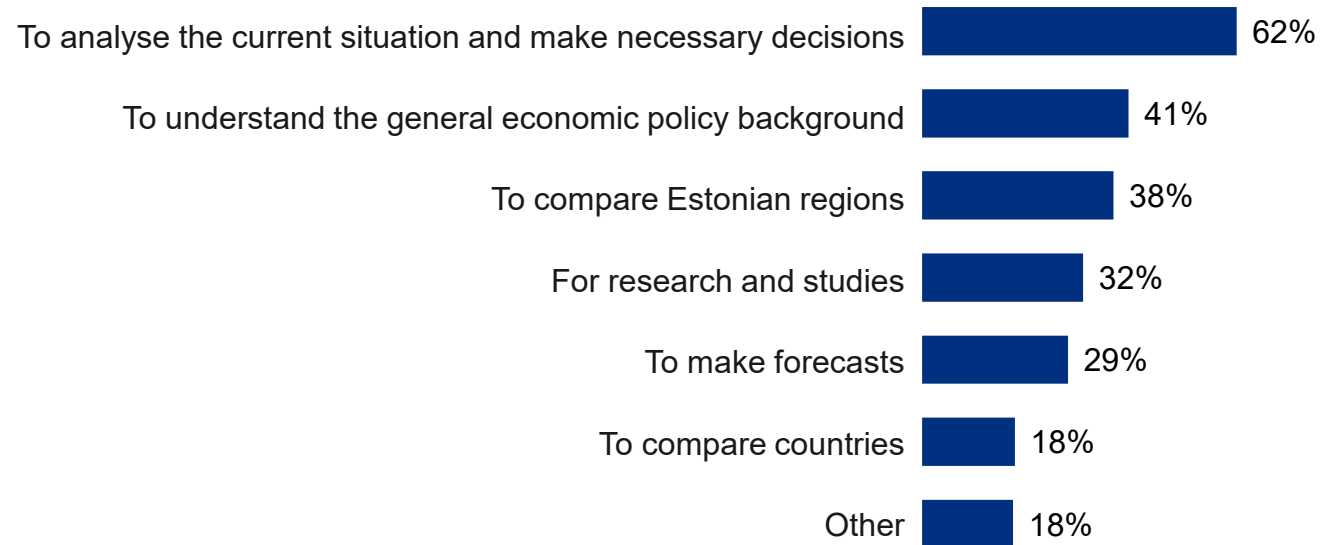 To analyse the current situation and make necessary decisions 62%
To understand the general economic policy background 41%
To compare Estonian regions 38%
For research and studies 32%
To make forecasts 29%
To compare countries 18%
Other 18%